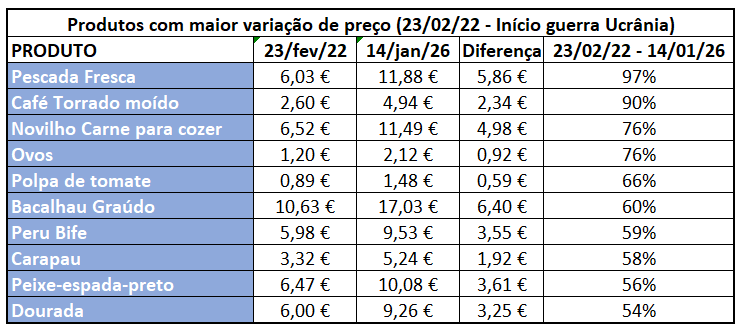 Produtos com maior variação de preço (23/02/22 - Início guerra Ucrânia)
PRODUTO 23/fev/22 14/jan/26 Diferença 23/02/22 - 14/01/26
Pescada Fresca 6,03 € 11,88 € 5,86 € 97%
Café Torrado moído 2,60 € 4,94 € 2,34 € 90%
Novilho Carne para cozer 6,52 € 11,49 € 4,98 € 76%
Ovos 1,20 € 2,12 € 0,92 € 76%
Polpa de tomate 0,89 € 1,48 € 0,59 € 66%
Bacalhau Graúdo 10,63 € 17,03 € 6,40 € 60%
Peru Bife 5,98 € 9,53 € 3,55 € 59%
Carapau 3,32 € 5,24 € 1,92 € 58%
Peixe-espada-preto 6,47 € 10,08 € 3,61 € 56%
Dourada 6,00 € 9,26 € 3,25 € 54%